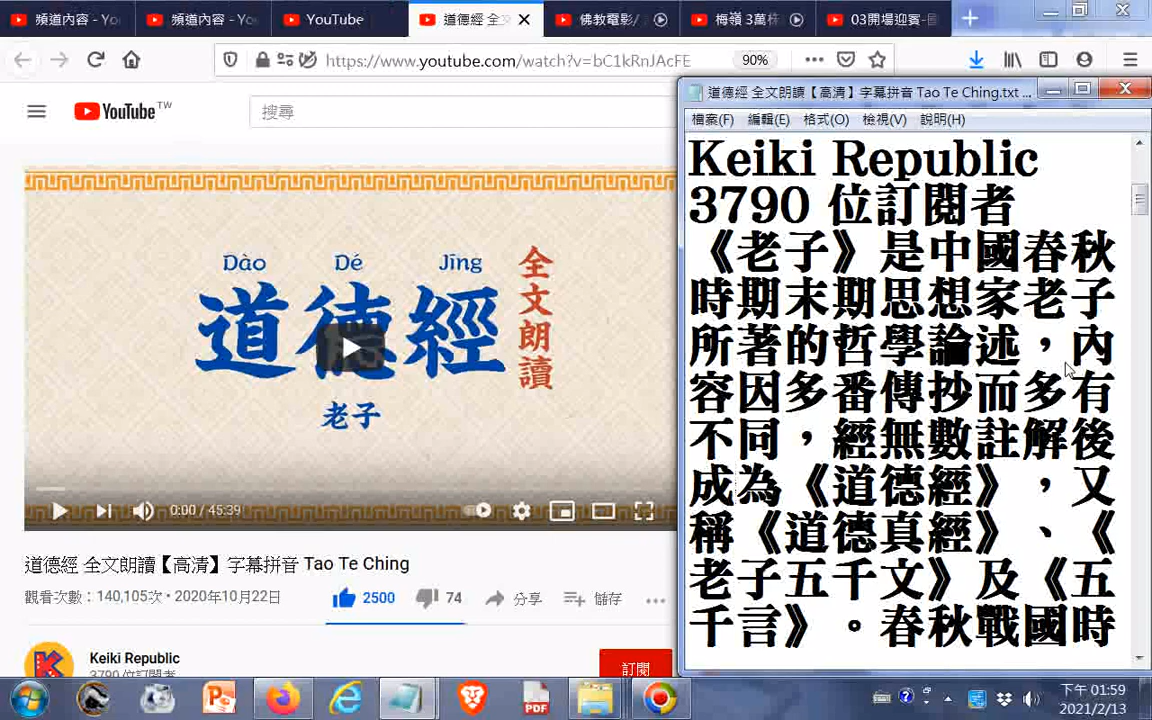 頻道內容 - Yo
頻道內容 - Yo
YouTube
道德經 全文
佛教電影/
梅嶺 3萬株
03開場迎賓-
https://www.youtube.com/watch?v=bC1kRnJAcFE
90%
YouTube TW
搜尋
Dào Dé Jīng
道德經
全文朗讀
老子
0:00 / 45:39
道德經 全文朗讀【高清】字幕拼音 Tao Te Ching
觀看次數：140,105次 • 2020年10月22日
2500
74
分享
儲存
Keiki Republic
3790 位訂閱者
訂閱
道德經 全文朗讀【高清】字幕拼音 Tao Te Ching.txt ...
檔案(F) 編輯(E) 格式(O) 檢視(V) 說明(H)
Keiki Republic
3790 位訂閱者
《老子》是中國春秋
時期末期思想家老子
所著的哲學論述，內
容因多番傳抄而多有
不同，經無數註解後
成為《道德經》，又
稱《道德真經》、《
老子五千文》及《五
千言》。春秋戰國時
PDF
下午 01:59
2021/2/13